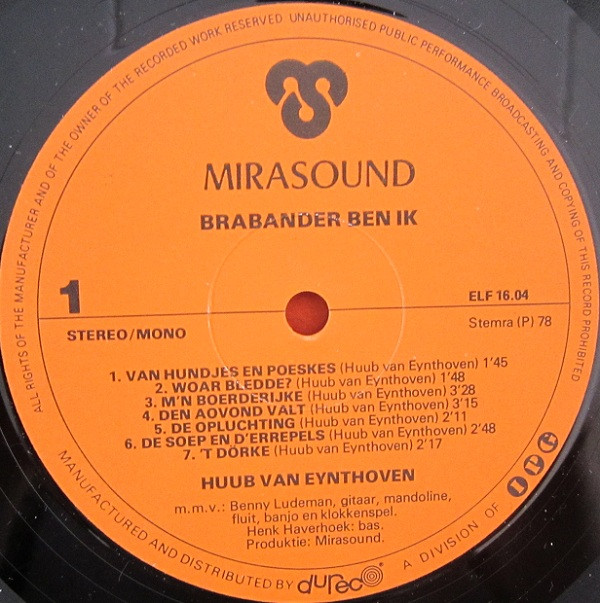 ALL RIGHTS OF THE MANUFACTURER AND OF THE OWNER OF THE RECORDED WORK RESERVED UNAUTHORISED PUBLIC PERFORMANCE BROADCASTING AND COPYING OF THIS RECORD PROHIBITED
MIRASOUND
BRABANDER BEN IK
1
ELF 16.04
STEREO/MONO
Stemra (P) 78
1. VAN HUNDJES EN POESKES (Huub van Eynthoven) 1'45
2. WOAR BLEDDE? (Huub van Eynthoven) 1'48
3. M'N BOERDERIJKE (Huub van Eynthoven) 3'28
4. DEN AOVOND VALT (Huub van Eynthoven) 3'15
5. DE OPLUCHTING (Huub van Eynthoven) 2'11
6. DE SOEP EN D'ERREPELS (Huub van Eynthoven) 2'48
7. 'T DÖRKE (Huub van Eynthoven) 2'17
HUUB VAN EYNTHOVEN
m.m.v.: Benny Ludeman, gitaar, mandoline,
fluit, banjo en klokkenspel.
Henk Haverhoek: bas.
Produktie: Mirasound.
MANUFACTURED AND DISTRIBUTED BY dureco A DIVISION OF